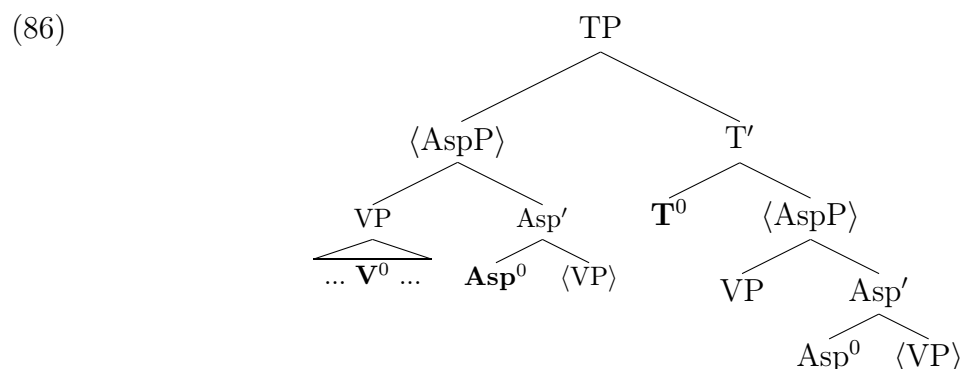 (86) TP
⟨AspP⟩ T′
VP Asp′ T⁰ ⟨AspP⟩
... V⁰ ... Asp⁰ ⟨VP⟩ VP Asp′
Asp⁰ ⟨VP⟩